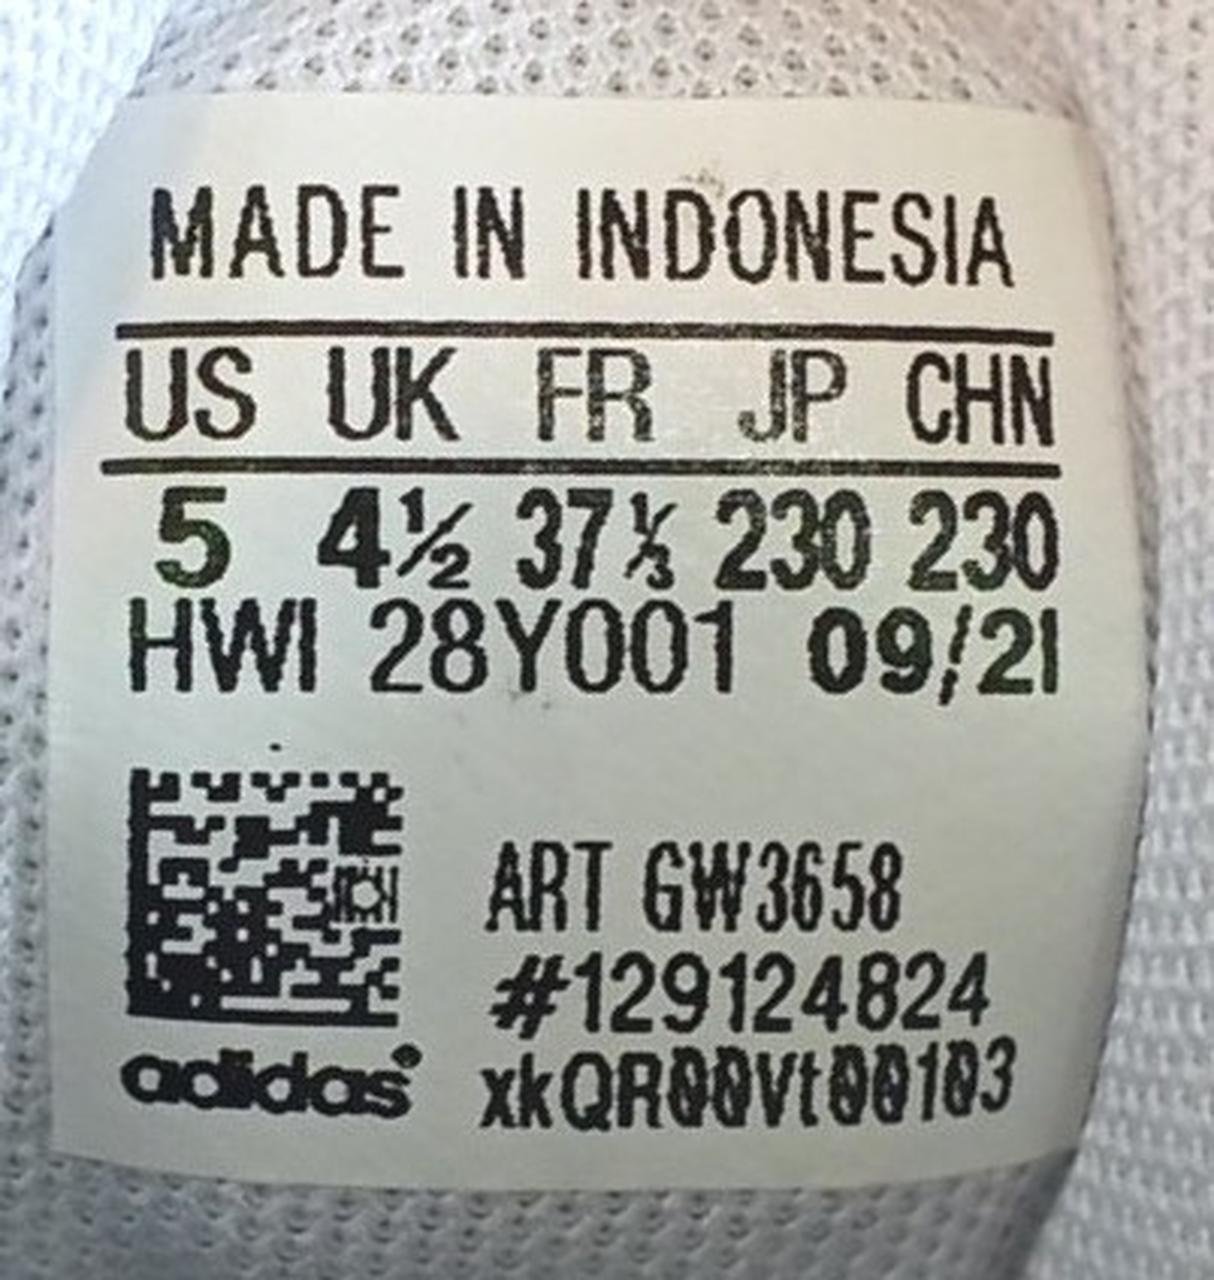 MADE IN INDONESIA
US UK FR JP CHN
5 4½ 37⅓ 230 230
HWI 28Y001 09/21
ART GW3658
#129124824
adidas xkQR00Vt00103